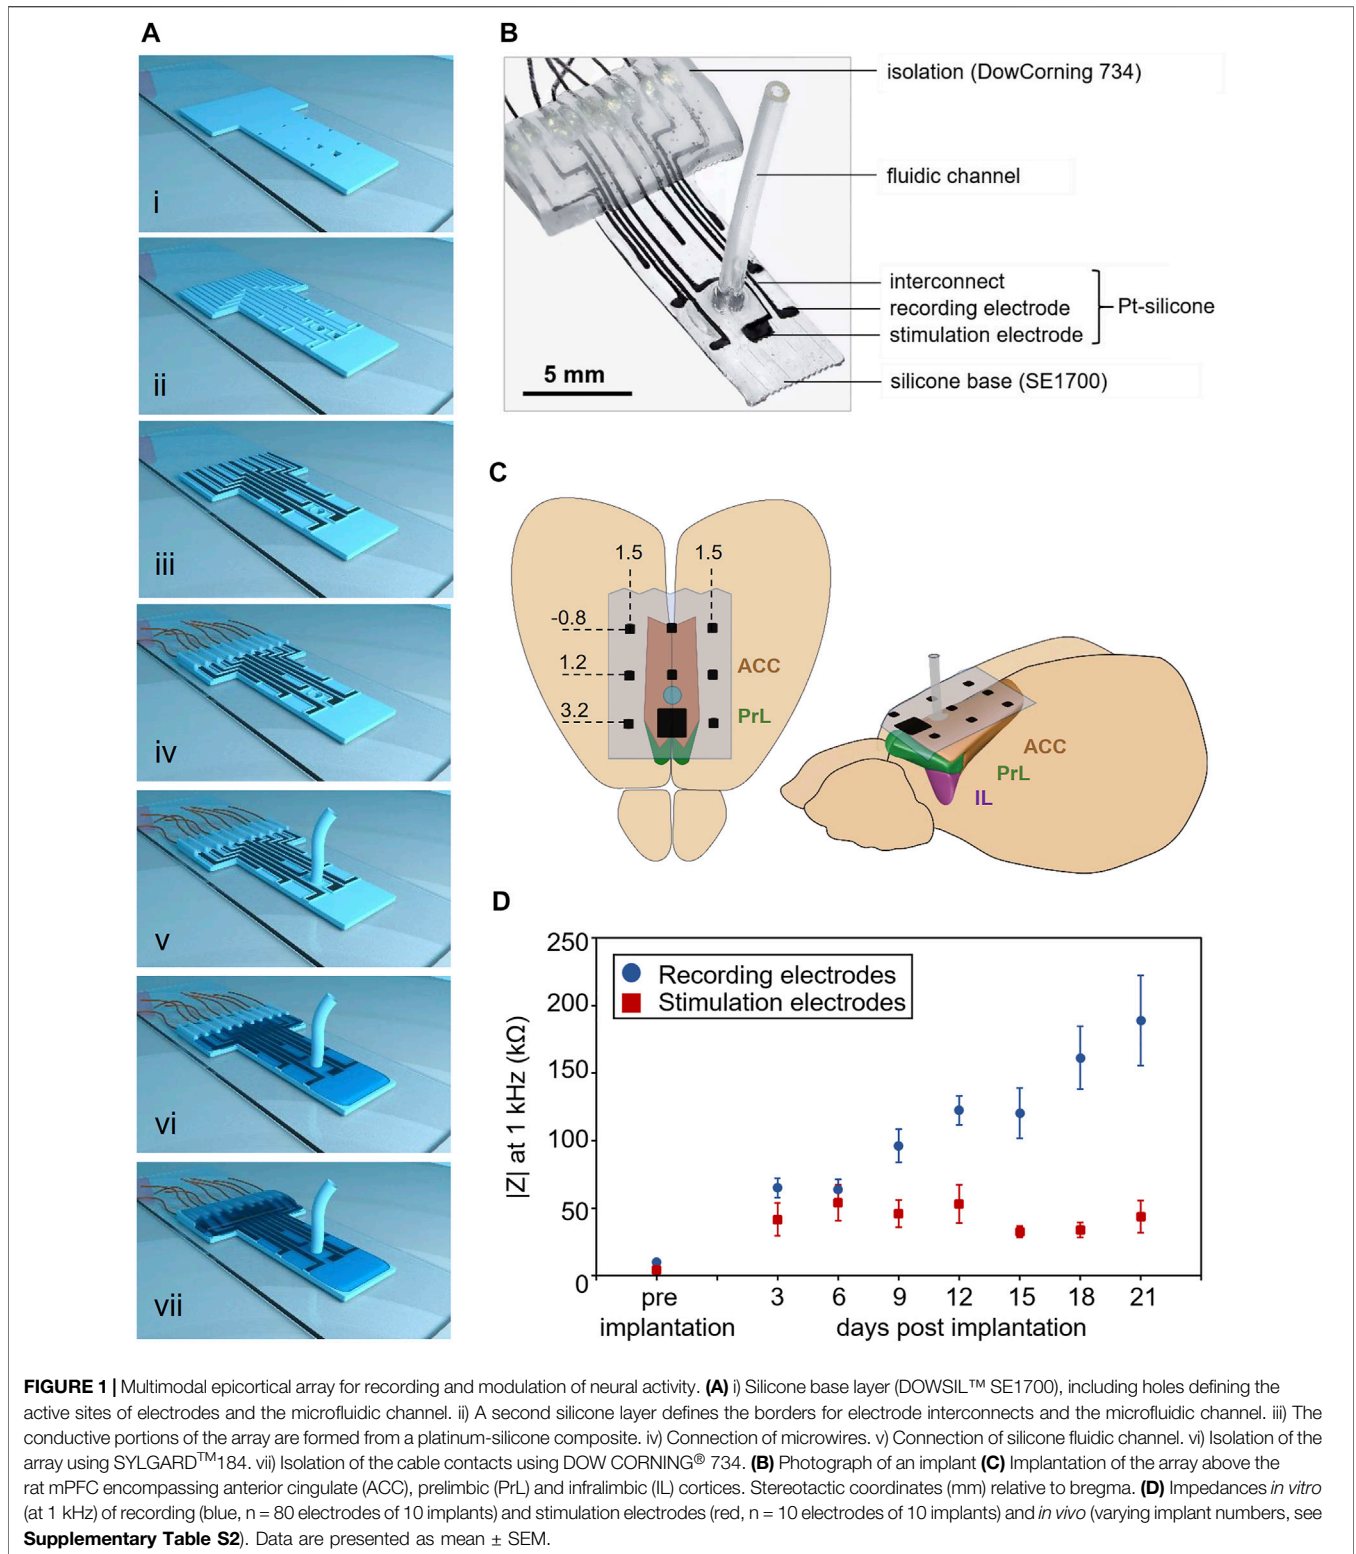 A
i
ii
iii
iv
v
vi
vii
B
isolation (DowCorning 734)
fluidic channel
interconnect
recording electrode
stimulation electrode
Pt-silicone
silicone base (SE1700)
5 mm
C
1.5 1.5
-0.8
1.2
3.2
ACC
PrL
ACC
PrL
IL
D
|Z| at 1 kHz (kΩ)
250
200
150
100
50
0
Recording electrodes
Stimulation electrodes
pre 3 6 9 12 15 18 21
implantation days post implantation
FIGURE 1 | Multimodal epicortical array for recording and modulation of neural activity. (A) i) Silicone base layer (DOWSIL™ SE1700), including holes defining the
active sites of electrodes and the microfluidic channel. ii) A second silicone layer defines the borders for electrode interconnects and the microfluidic channel. iii) The
conductive portions of the array are formed from a platinum-silicone composite. iv) Connection of microwires. v) Connection of silicone fluidic channel. vi) Isolation of the
array using SYLGARD™184. vii) Isolation of the cable contacts using DOW CORNING® 734. (B) Photograph of an implant (C) Implantation of the array above the
rat mPFC encompassing anterior cingulate (ACC), prelimbic (PrL) and infralimbic (IL) cortices. Stereotactic coordinates (mm) relative to bregma. (D) Impedances in vitro
(at 1 kHz) of recording (blue, n = 80 electrodes of 10 implants) and stimulation electrodes (red, n = 10 electrodes of 10 implants) and in vivo (varying implant numbers, see
Supplementary Table S2). Data are presented as mean ± SEM.